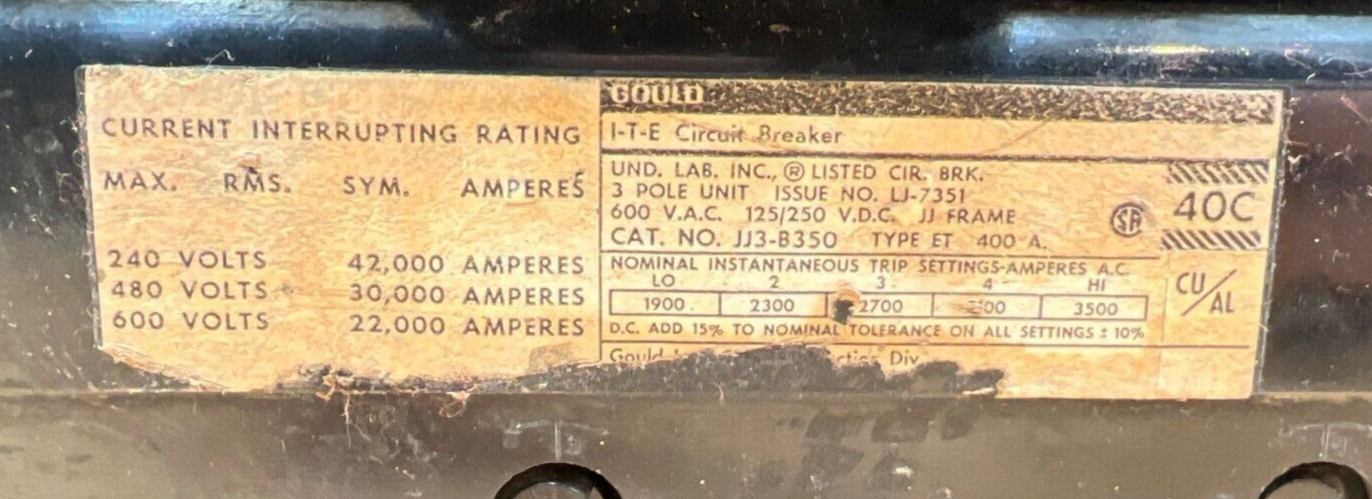 CURRENT INTERRUPTING RATING
MAX. RMS. SYM. AMPERES
240 VOLTS 42,000 AMPERES
480 VOLTS 30,000 AMPERES
600 VOLTS 22,000 AMPERES
GOULD
I-T-E Circuit Breaker
UND. LAB. INC., ® LISTED CIR. BRK.
3 POLE UNIT ISSUE NO. LJ-7351
600 V.A.C. 125/250 V.D.C. JJ FRAME
CAT. NO. JJ3-B350 TYPE ET 400 A.
SA
40C
CU/AL
NOMINAL INSTANTANEOUS TRIP SETTINGS-AMPERES A.C.
LO 2 3 4 HI
1900 2300 2700 3500
D.C. ADD 15% TO NOMINAL TOLERANCE ON ALL SETTINGS ± 10%
Gould Div